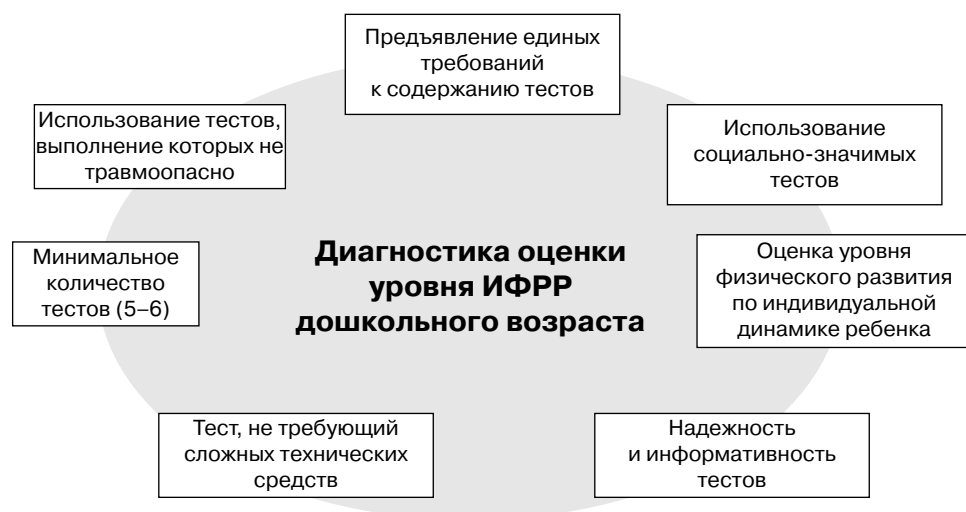 Предъявление единых
требований
к содержанию тестов
Использование тестов,
выполнение которых не
травмоопасно
Использование
социально-значимых
тестов
Минимальное
количество
тестов (5–6)
Диагностика оценки
уровня ИФРР
дошкольного возраста
Оценка уровня
физического развития
по индивидуальной
динамике ребенка
Тест, не требующий
сложных технических
средств
Надежность
и информативность
тестов